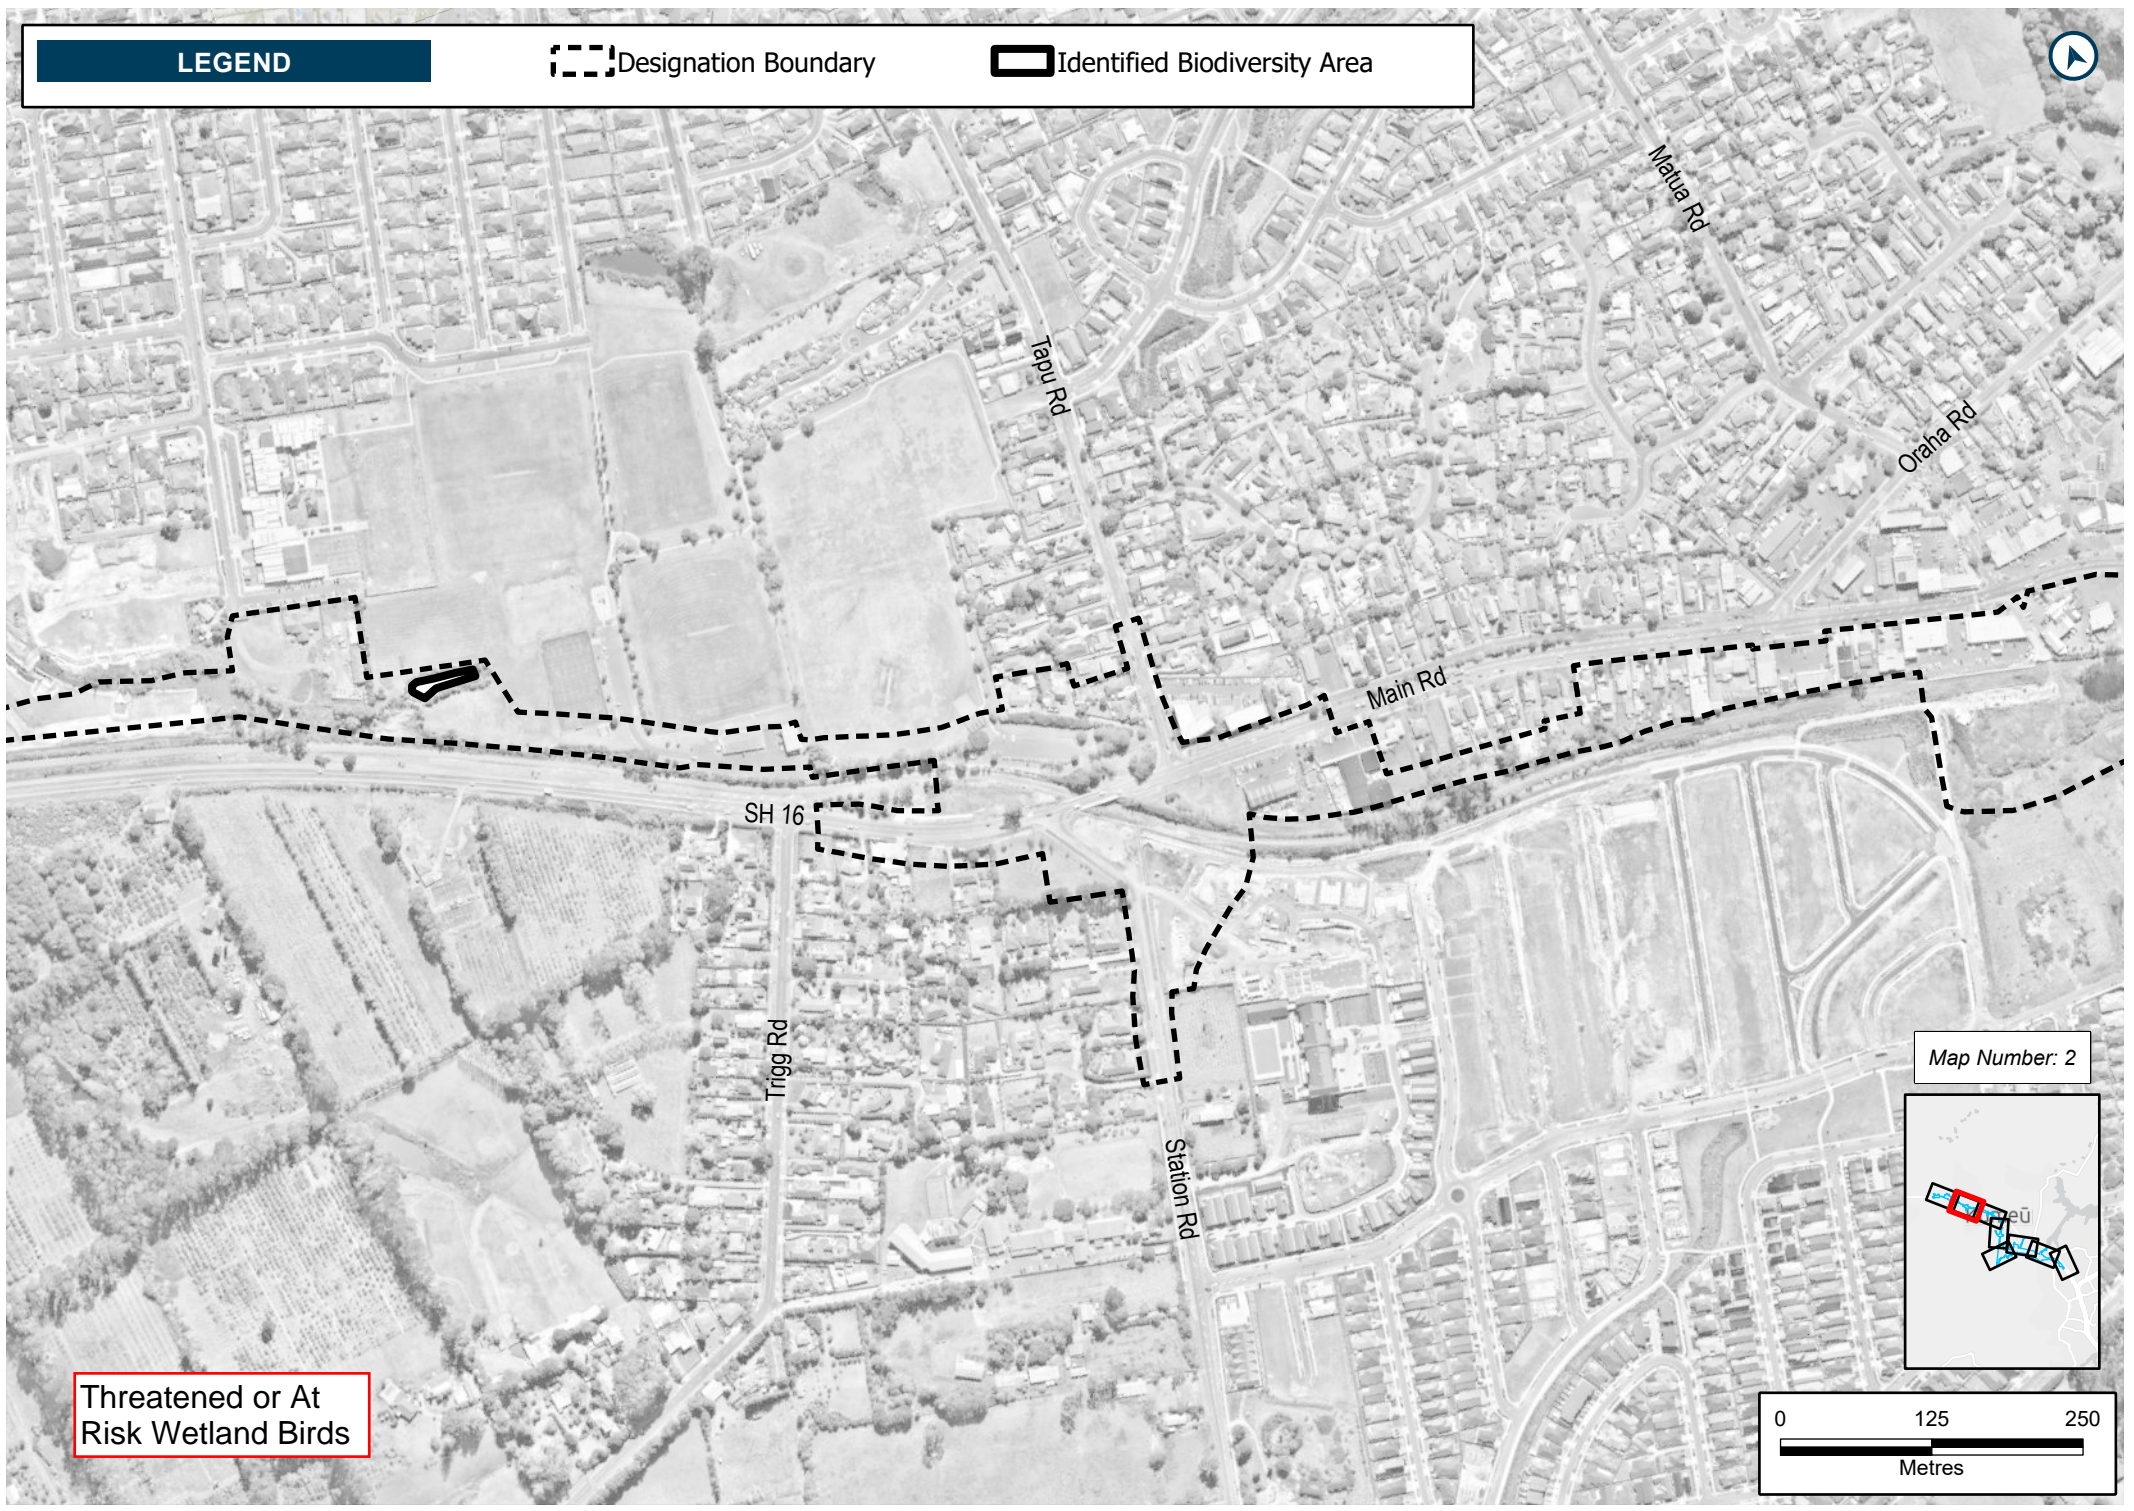 LEGEND
Designation Boundary
Identified Biodiversity Area
Matua Rd
Tapu Rd
Oraha Rd
Main Rd
SH 16
Trigg Rd
Station Rd
Map Number: 2
eū
Threatened or At
Risk Wetland Birds
0 125 250
Metres